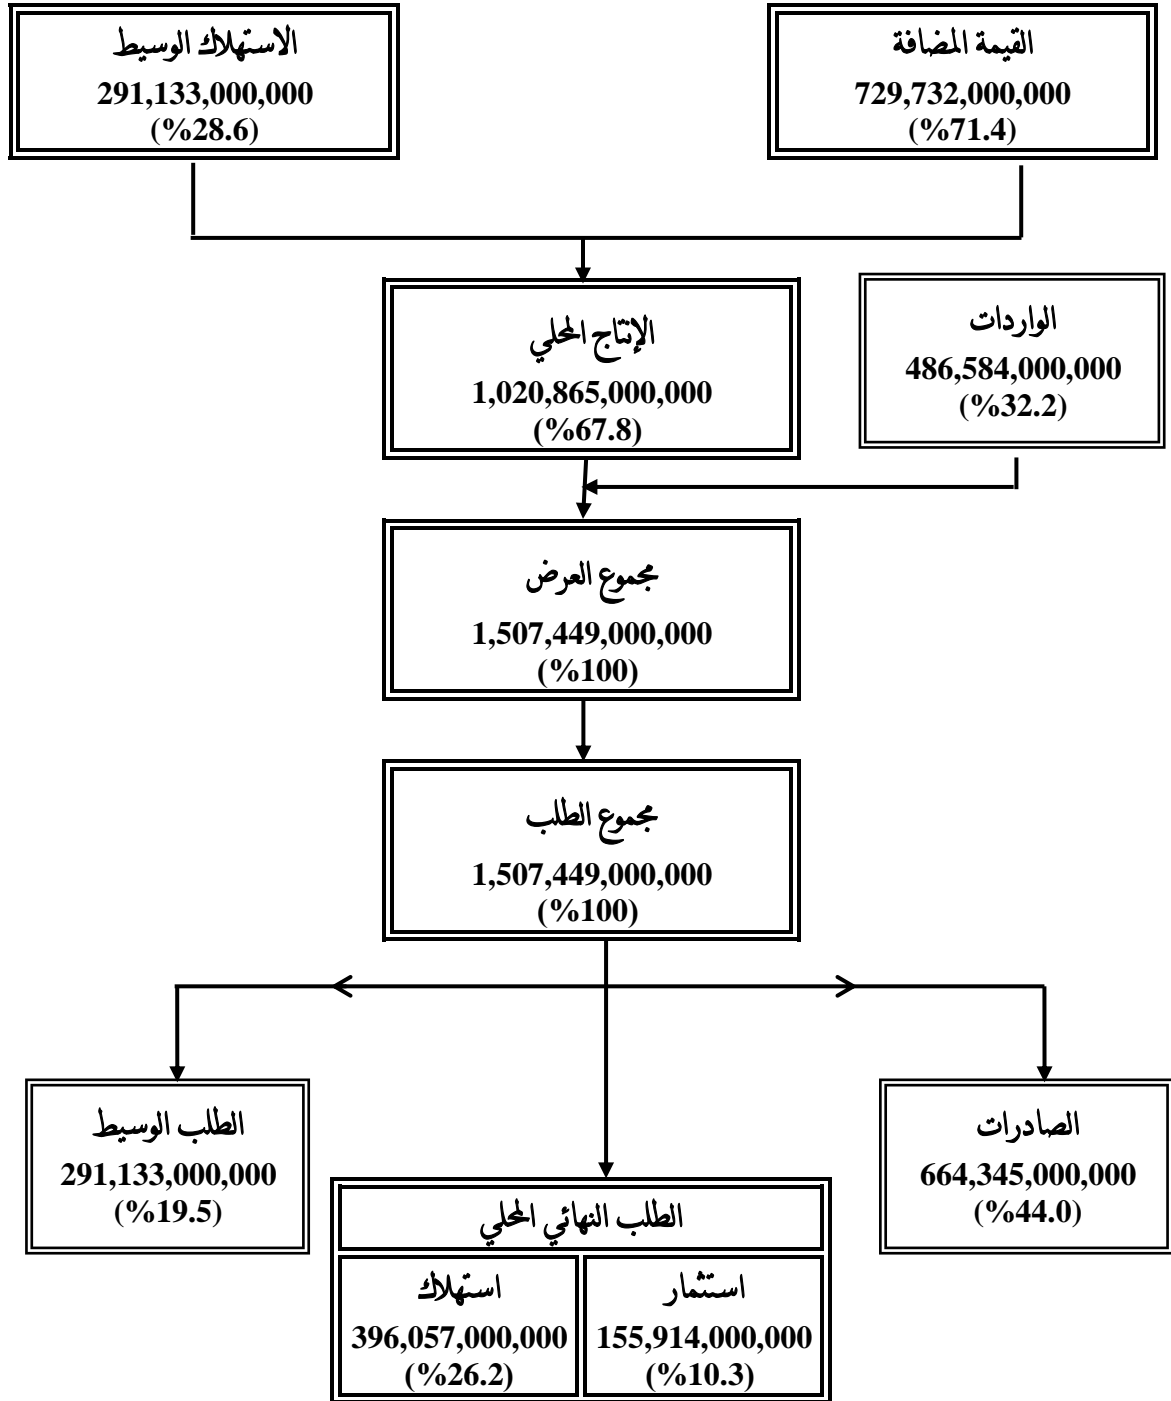 القيمة المضافة
729,732,000,000
(%71.4)
الاستهلاك الوسيط
291,133,000,000
(%28.6)
الواردات
486,584,000,000
(%32.2)
الإنتاج المحلي
1,020,865,000,000
(%67.8)
مجموع العرض
1,507,449,000,000
(%100)
مجموع الطلب
1,507,449,000,000
(%100)
الصادرات
664,345,000,000
(%44.0)
الطلب الوسيط
291,133,000,000
(%19.5)
الطلب النهائي المحلي
استثمار
155,914,000,000
(%10.3)
استهلاك
396,057,000,000
(%26.2)